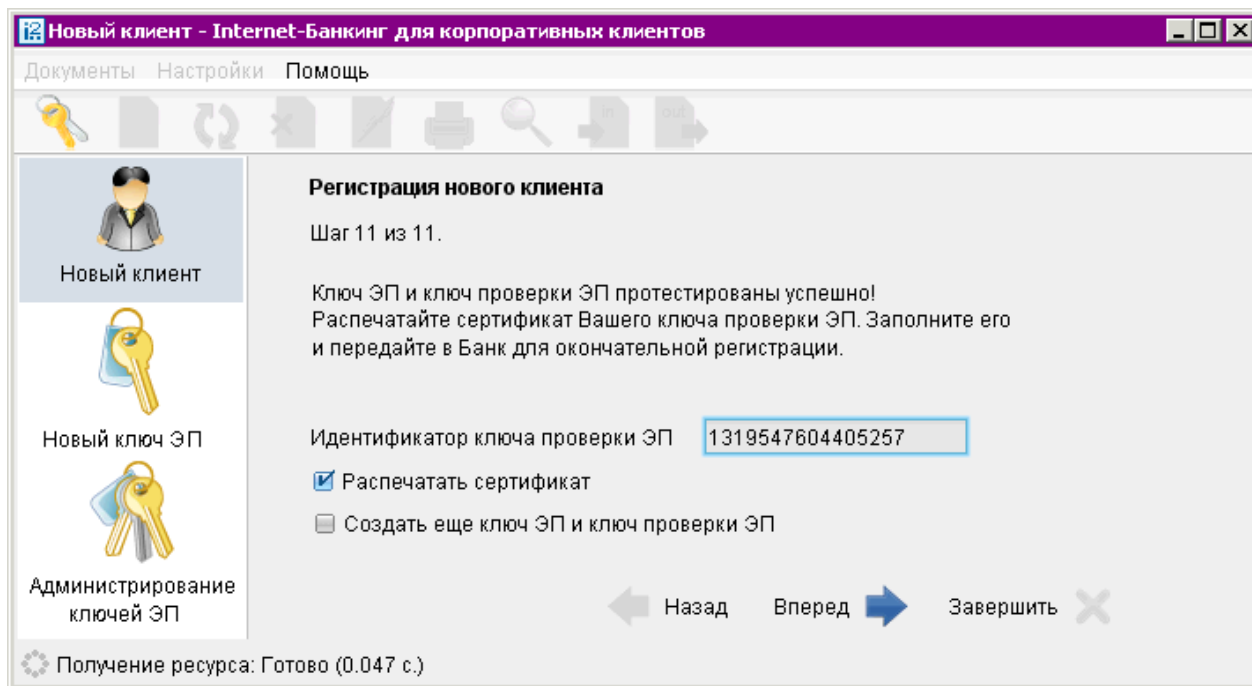 Новый клиент - Internet-Банкинг для корпоративных клиентов
Документы Настройки Помощь
in out
Новый клиент
Новый ключ ЭП
Администрирование
ключей ЭП
Регистрация нового клиента
Шаг 11 из 11.
Ключ ЭП и ключ проверки ЭП протестированы успешно!
Распечатайте сертификат Вашего ключа проверки ЭП. Заполните его
и передайте в Банк для окончательной регистрации.
Идентификатор ключа проверки ЭП 1319547604405257
Распечатать сертификат
Создать еще ключ ЭП и ключ проверки ЭП
Назад Вперед Завершить
Получение ресурса: Готово (0.047 с.)